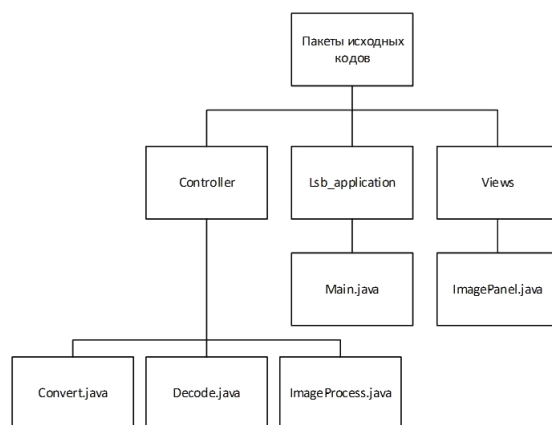 Пакеты исходных
кодов
Controller
Lsb_application
Views
Main.java
ImagePanel.java
Convert.java
Decode.java
ImageProcess.java